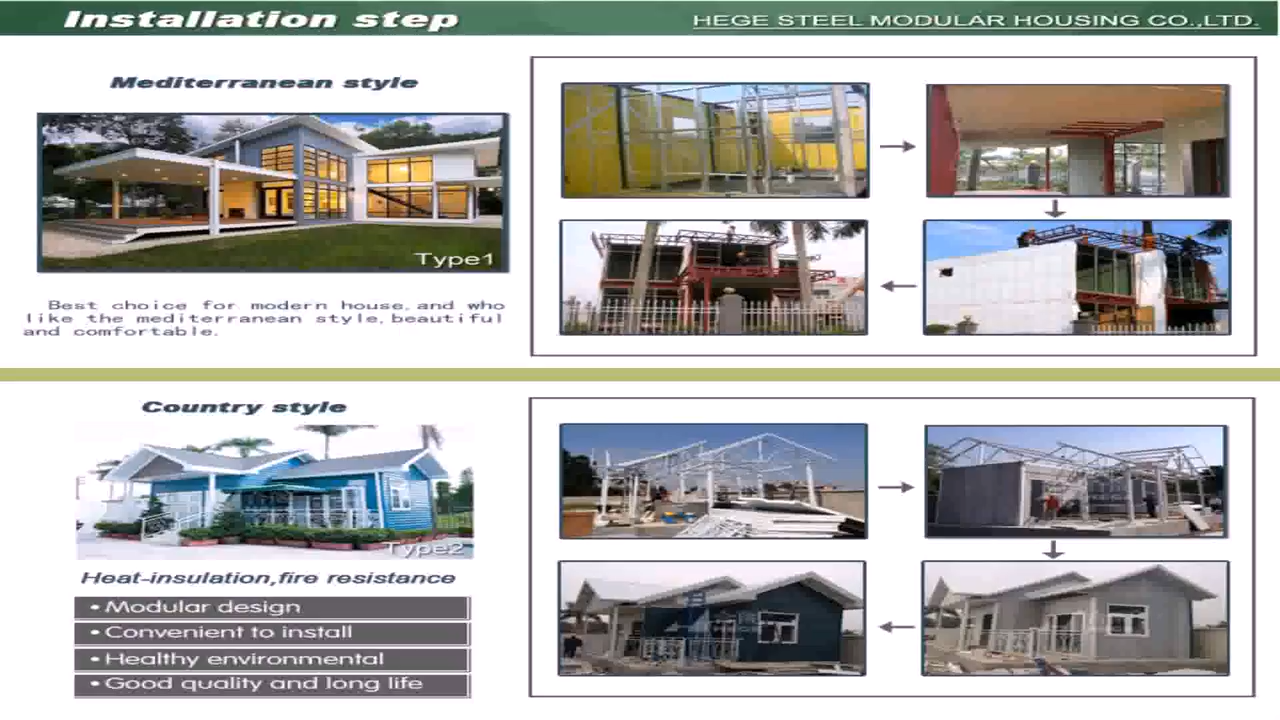 Installation step
HEGE STEEL MODULAR HOUSING CO.,LTD.
Mediterranean style
Type1
Best choice for modern house,and who
like the mediterranean style,beautiful
and comfortable.
Country style
Type2
Heat-insulation,fire resistance
• Modular design
• Convenient to install
• Healthy environmental
• Good quality and long life